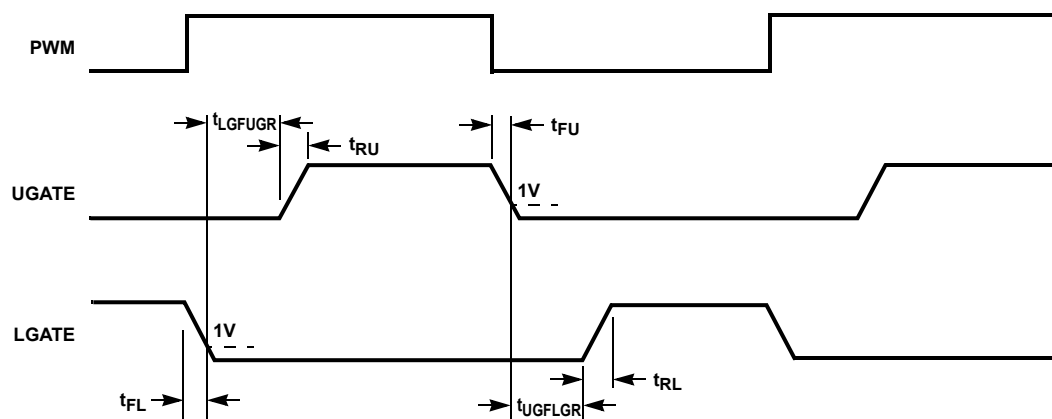 PWM
tLGFUGR
tFU
tRU
UGATE
1V
LGATE
1V
tFL
tRL
tUGFLGR